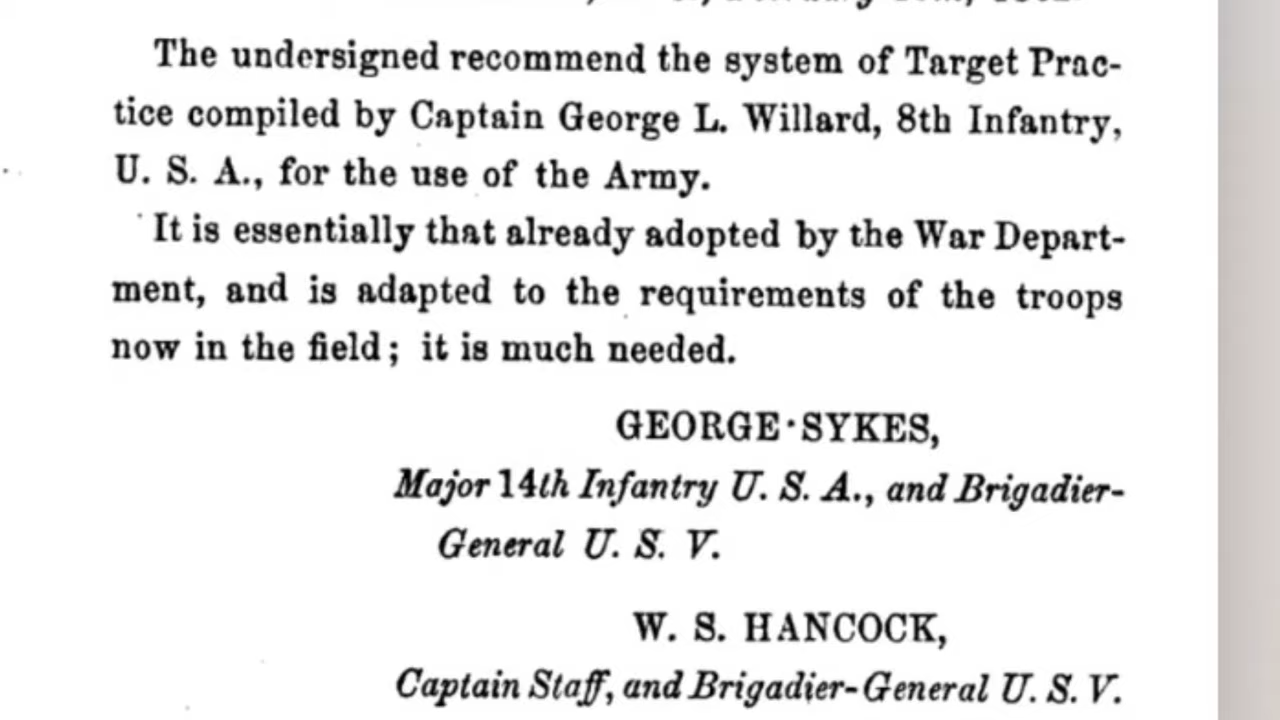 The undersigned recommend the system of Target Prac-
tice compiled by Captain George L. Willard, 8th Infantry,
U. S. A., for the use of the Army.
It is essentially that already adopted by the War Depart-
ment, and is adapted to the requirements of the troops
now in the field; it is much needed.
GEORGE SYKES,
Major 14th Infantry U. S. A., and Brigadier-
General U. S. V.
W. S. HANCOCK,
Captain Staff, and Brigadier-General U. S. V.